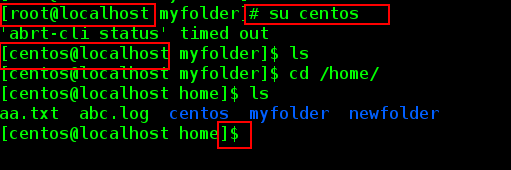 [root@localhost myfolder]# su centos
'abrt-cli status' timed out
[centos@localhost myfolder]$ ls
[centos@localhost myfolder]$ cd /home/
[centos@localhost home]$ ls
aa.txt  abc.log  centos  myfolder  newfolder
[centos@localhost home]$